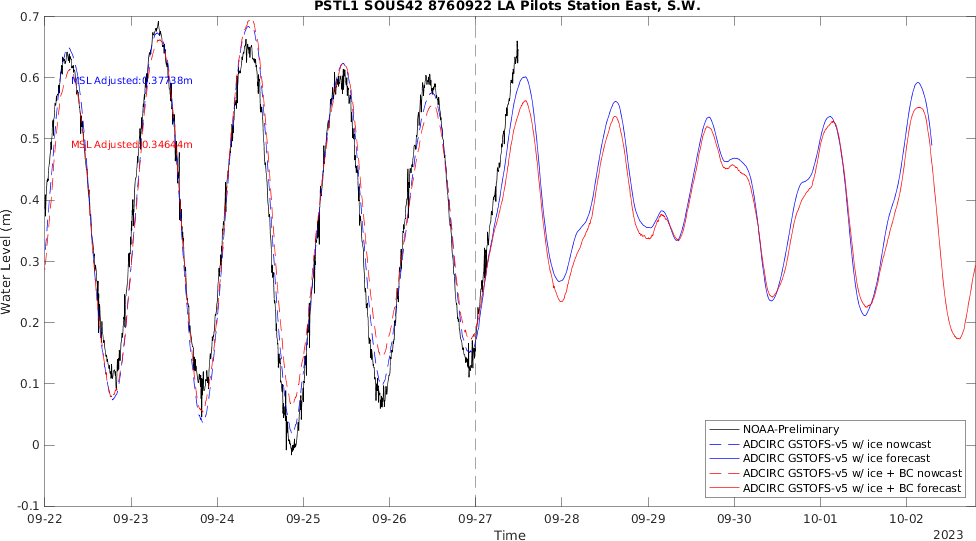 PSTL1 SOUS42 8760922 LA Pilots Station East, S.W.
0.7
0.6
0.5
0.4
0.3
0.2
0.1
0
-0.1
Water Level (m)
MSL Adjusted:0.37738m
MSL Adjusted:0.34644m
NOAA-Preliminary
ADCIRC GSTOFS-v5 w/ ice nowcast
ADCIRC GSTOFS-v5 w/ ice forecast
ADCIRC GSTOFS-v5 w/ ice + BC nowcast
ADCIRC GSTOFS-v5 w/ ice + BC forecast
09-22 09-23 09-24 09-25 09-26 09-27 09-28 09-29 09-30 10-01 10-02
Time
2023